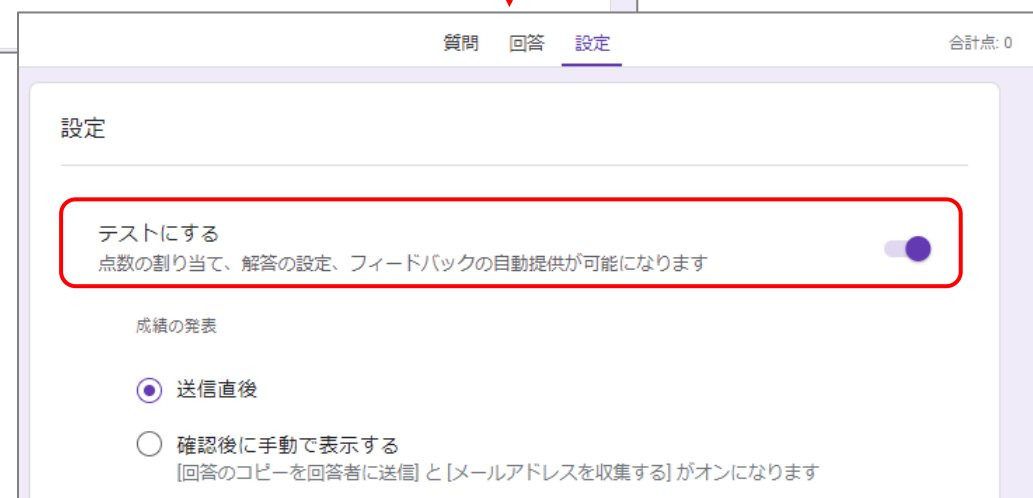 質問 回答 設定 合計点: 0
設定
テストにする
点数の割り当て、解答の設定、フィードバックの自動提供が可能になります
成績の発表
送信直後
確認後に手動で表示する
[回答のコピーを回答者に送信] と [メールアドレスを収集する] がオンになります